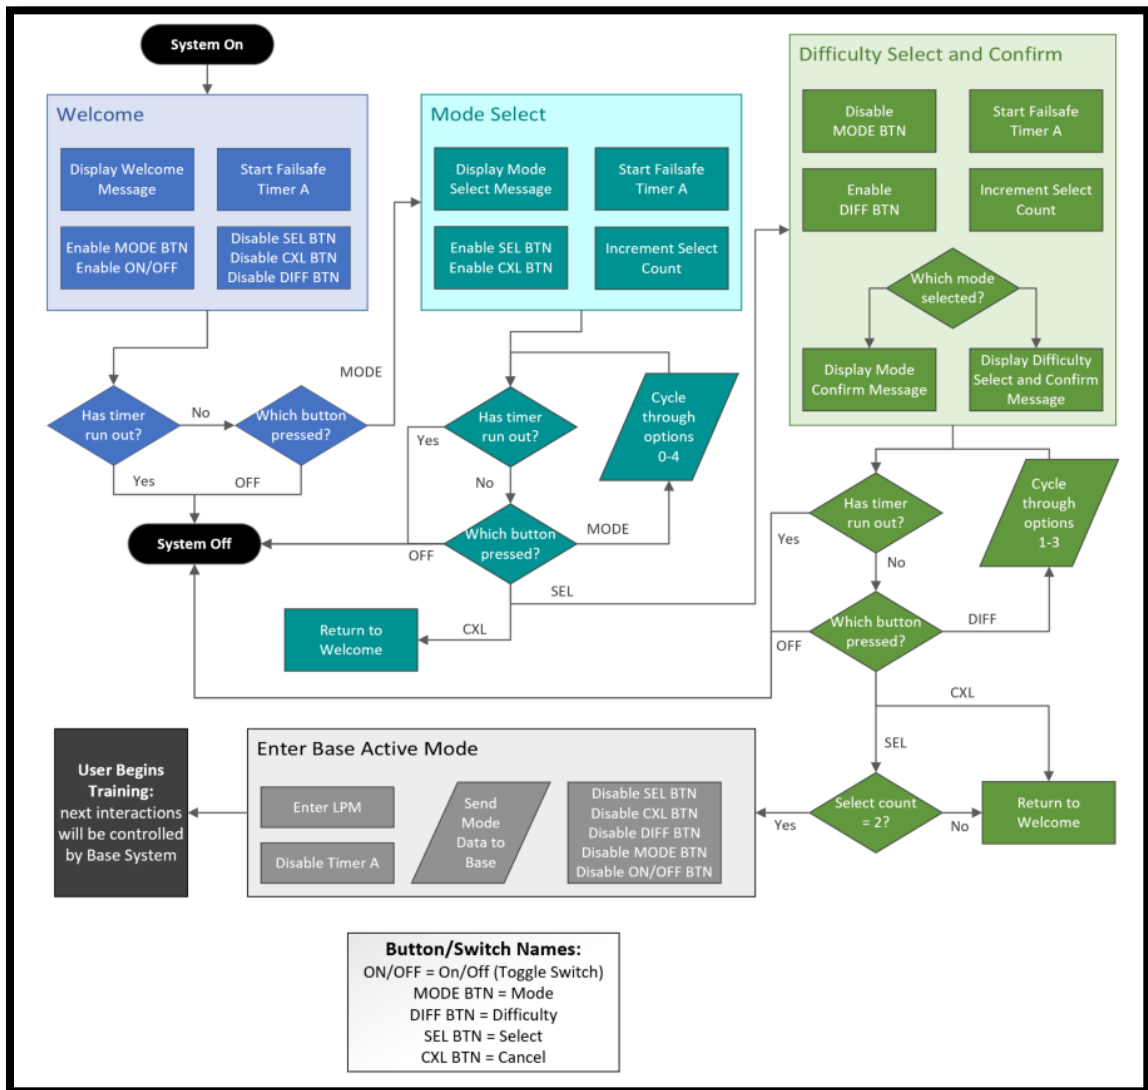 System On
Welcome
Display Welcome
Message
Start Failsafe
Timer A
Enable MODE BTN
Enable ON/OFF
Disable SEL BTN
Disable CXL BTN
Disable DIFF BTN
Has timer
run out?
No
Which button
pressed?
MODE
Yes
OFF
System Off
Mode Select
Display Mode
Select Message
Start Failsafe
Timer A
Enable SEL BTN
Enable CXL BTN
Increment Select
Count
Has timer
run out?
Yes
No
Cycle
through
options
0-4
Which button
pressed?
MODE
OFF
SEL
CXL
Return to
Welcome
Difficulty Select and Confirm
Disable
MODE BTN
Start Failsafe
Timer A
Enable
DIFF BTN
Increment Select
Count
Which mode
selected?
Display Mode
Confirm Message
Display Difficulty
Select and Confirm
Message
Has timer
run out?
Yes
No
Cycle
through
options
1-3
Which button
pressed?
DIFF
OFF
CXL
SEL
Select count
= 2?
Yes
No
Return to
Welcome
Enter Base Active Mode
Enter LPM
Disable Timer A
Send
Mode
Data to
Base
Disable SEL BTN
Disable CXL BTN
Disable DIFF BTN
Disable MODE BTN
Disable ON/OFF BTN
User Begins
Training:
next interactions
will be controlled
by Base System
Button/Switch Names:
ON/OFF = On/Off (Toggle Switch)
MODE BTN = Mode
DIFF BTN = Difficulty
SEL BTN = Select
CXL BTN = Cancel